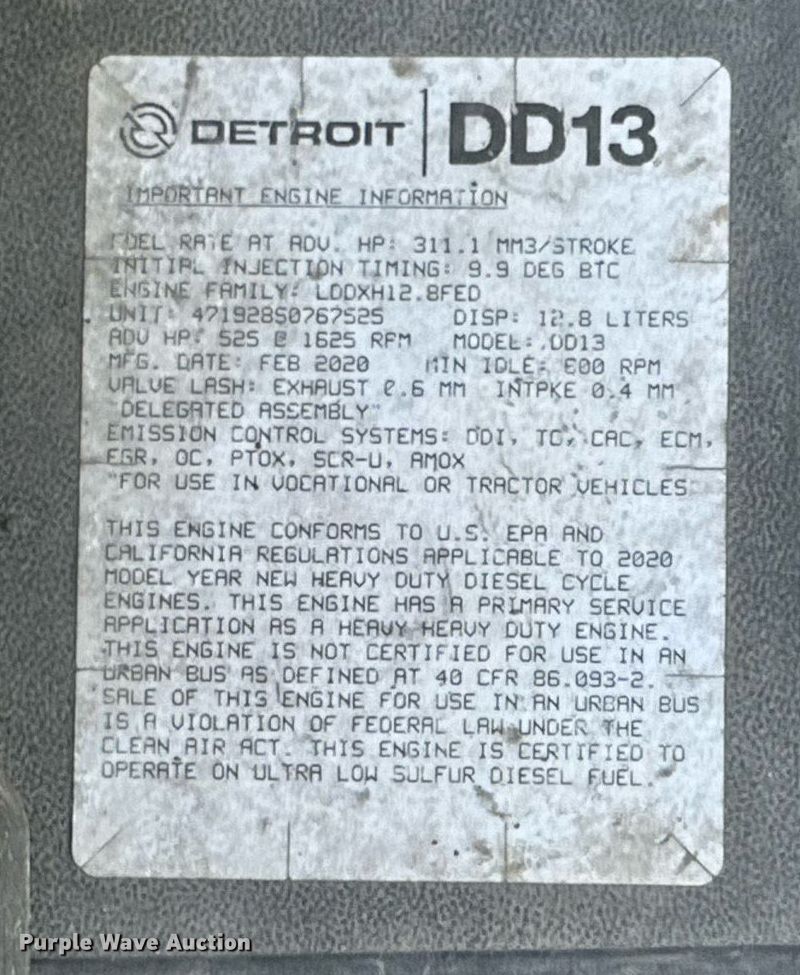 DETROIT DD13
IMPORTANT ENGINE INFORMATION
FUEL RATE AT ADV. HP: 311.1 MM3/STROKE
INITIAL INJECTION TIMING: 9.9 DEG BTC
ENGINE FAMILY: LDDXH12.8FED
UNIT: 471928S0767525 DISP: 12.8 LITERS
ADV HP: 525 @ 1625 RPM MODEL: DD13
MFG. DATE: FEB 2020 MIN IDLE: 600 RPM
VALVE LASH: EXHAUST 0.6 MM INTAKE 0.4 MM
"DELEGATED ASSEMBLY"
EMISSION CONTROL SYSTEMS: DDI, TC, CAC, ECM,
EGR, OC, PTOX, SCR-U, AMOX
"FOR USE IN VOCATIONAL OR TRACTOR VEHICLES"
THIS ENGINE CONFORMS TO U.S. EPA AND
CALIFORNIA REGULATIONS APPLICABLE TO 2020
MODEL YEAR NEW HEAVY DUTY DIESEL CYCLE
ENGINES. THIS ENGINE HAS A PRIMARY SERVICE
APPLICATION AS A HEAVY HEAVY DUTY ENGINE.
THIS ENGINE IS NOT CERTIFIED FOR USE IN AN
URBAN BUS AS DEFINED AT 40 CFR 86.093-2.
SALE OF THIS ENGINE FOR USE IN AN URBAN BUS
IS A VIOLATION OF FEDERAL LAW UNDER THE
CLEAN AIR ACT. THIS ENGINE IS CERTIFIED TO
OPERATE ON ULTRA LOW SULFUR DIESEL FUEL.
Purple Wave Auction